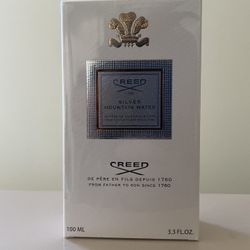 CREED
SILVER
MOUNTAIN WATER
CREED
DE PÈRE EN FILS DEPUIS 1760
FROM FATHER TO SON SINCE 1760
100 ML
3.3 FL.OZ.